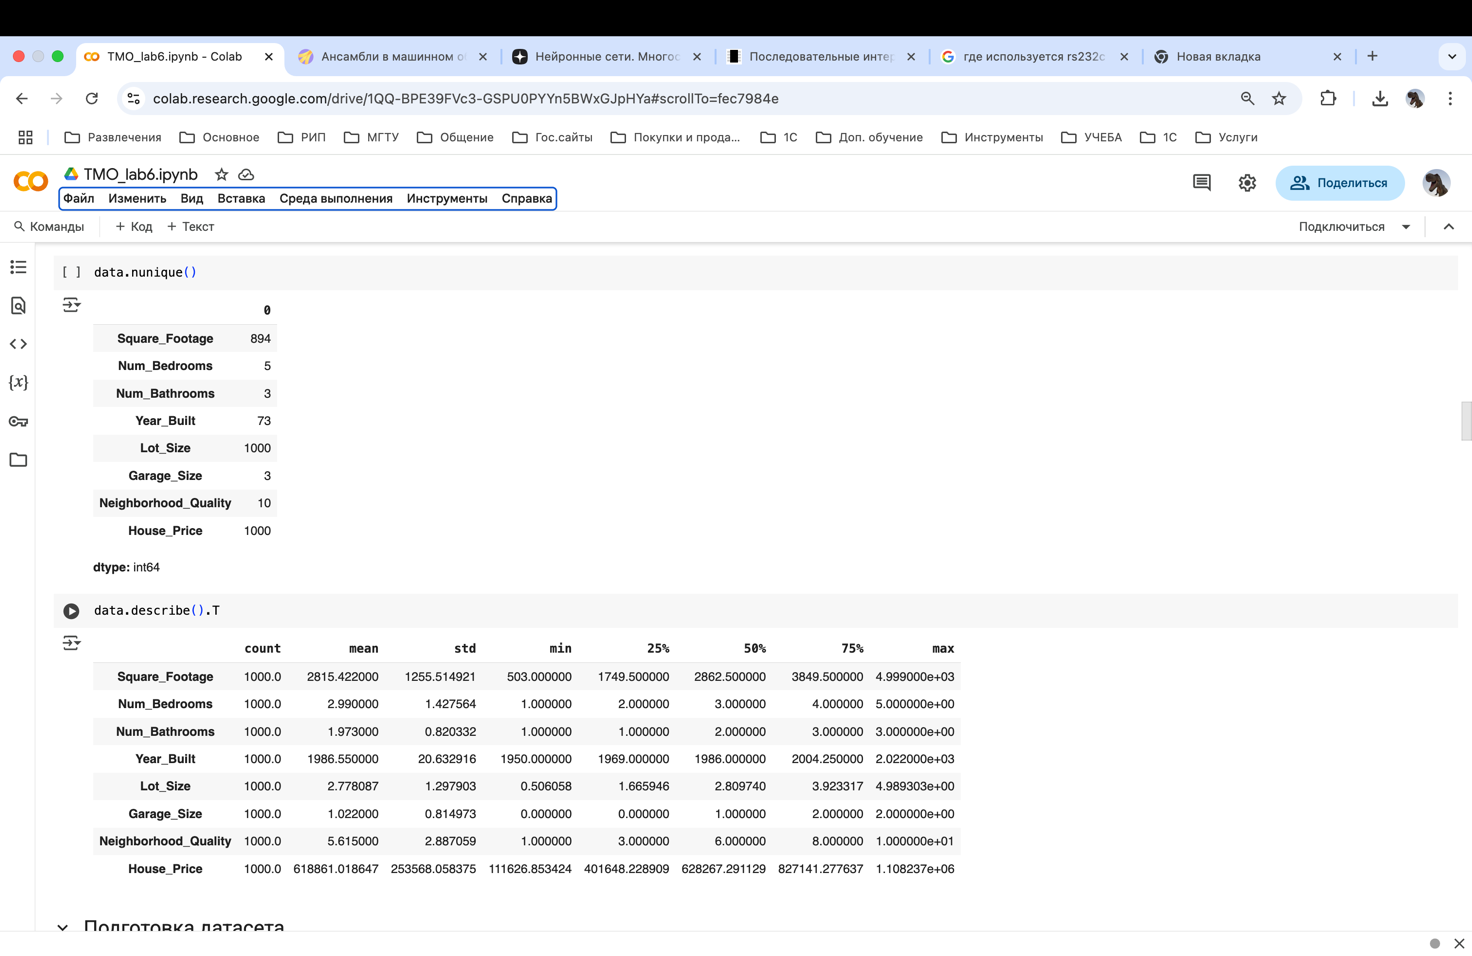 TMO_lab6.ipynb - Colab
Ансамбли в машинном о
Нейронные сети. Многос
Последовательные интер
где используется rs232с
Новая вкладка
colab.research.google.com/drive/1QQ-BPE39FVc3-GSPU0PYYn5BWxGJpHYa#scrollTo=fec7984e
Развлечения Основное РИП МГТУ Общение Гос.сайты Покупки и прода... 1С Доп. обучение Инструменты УЧЕБА 1С Услуги
TMO_lab6.ipynb
Поделиться
Файл Изменить Вид Вставка Среда выполнения Инструменты Справка
Команды + Код + Текст Подключиться
[ ] data.nunique()
0
Square_Footage 894
Num_Bedrooms 5
Num_Bathrooms 3
Year_Built 73
Lot_Size 1000
Garage_Size 3
Neighborhood_Quality 10
House_Price 1000
dtype: int64
data.describe().T
count mean std min 25% 50% 75% max
Square_Footage 1000.0 2815.422000 1255.514921 503.000000 1749.500000 2862.500000 3849.500000 4.999000e+03
Num_Bedrooms 1000.0 2.990000 1.427564 1.000000 2.000000 3.000000 4.000000 5.000000e+00
Num_Bathrooms 1000.0 1.973000 0.820332 1.000000 1.000000 2.000000 3.000000 3.000000e+00
Year_Built 1000.0 1986.550000 20.632916 1950.000000 1969.000000 1986.000000 2004.250000 2.022000e+03
Lot_Size 1000.0 2.778087 1.297903 0.506058 1.665946 2.809740 3.923317 4.989303e+00
Garage_Size 1000.0 1.022000 0.814973 0.000000 0.000000 1.000000 2.000000 2.000000e+00
Neighborhood_Quality 1000.0 5.615000 2.887059 1.000000 3.000000 6.000000 8.000000 1.000000e+01
House_Price 1000.0 618861.018647 253568.058375 111626.853424 401648.228909 628267.291129 827141.277637 1.108237e+06
Подготовка датасета